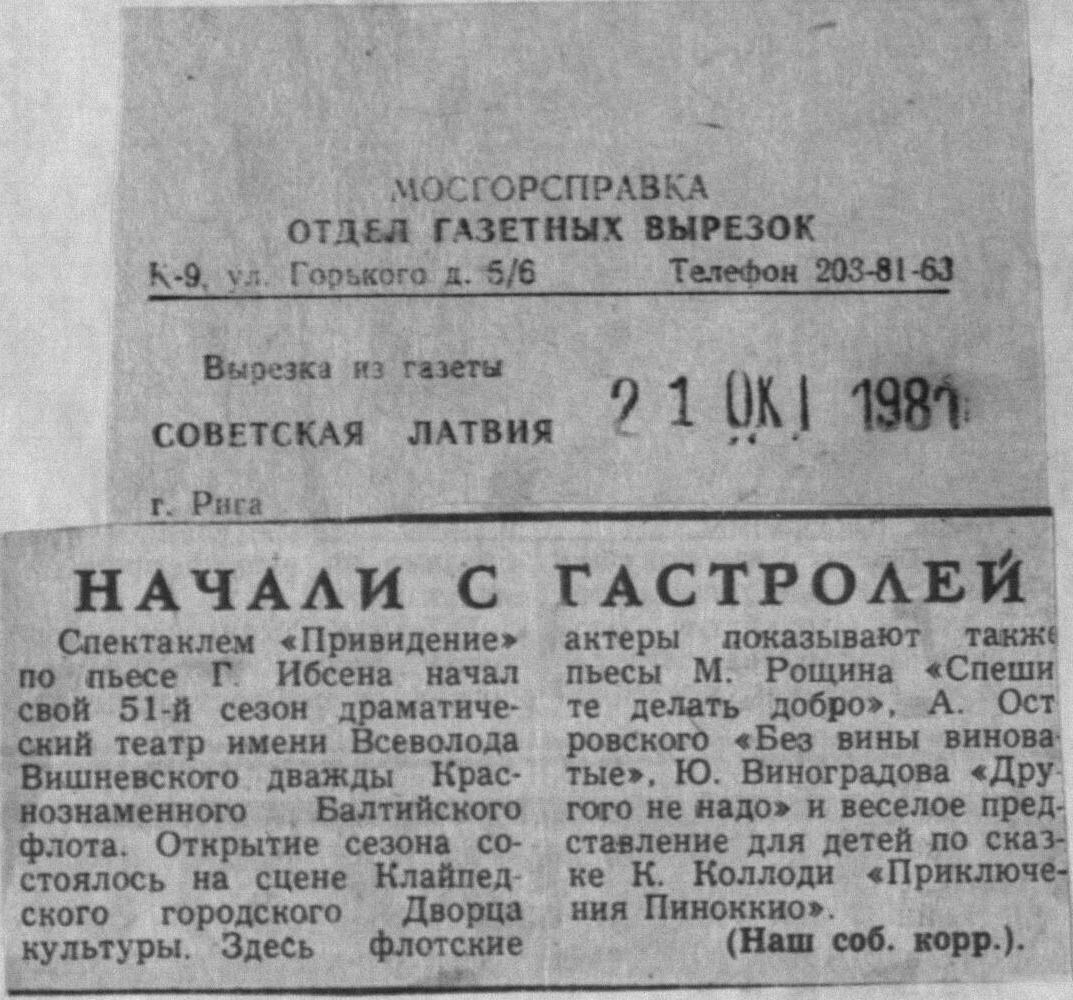 МОСГОРСПРАВКА
ОТДЕЛ ГАЗЕТНЫХ ВЫРЕЗОК
К-9, ул. Горького д. 5/6 Телефон 203-81-63
Вырезка из газеты
СОВЕТСКАЯ ЛАТВИЯ
21 ОКТ 1981
г. Рига
НАЧАЛИ С ГАСТРОЛЕЙ
Спектаклем «Привидение»
по пьесе Г. Ибсена начал
свой 51-й сезон драматиче-
ский театр имени Всеволода
Вишневского дважды Крас-
нознаменного Балтийского
флота. Открытие сезона со-
стоялось на сцене Клайпед-
ского городского Дворца
культуры. Здесь флотские
актеры показывают также
пьесы М. Рощина «Спеши
те делать добро», А. Ост
ровского «Без вины винова-
тые», Ю. Виноградова «Дру-
гого не надо» и веселое пред-
ставление для детей по сказ-
ке К. Коллоди «Приключе-
ния Пиноккио».
(Наш соб. корр.).